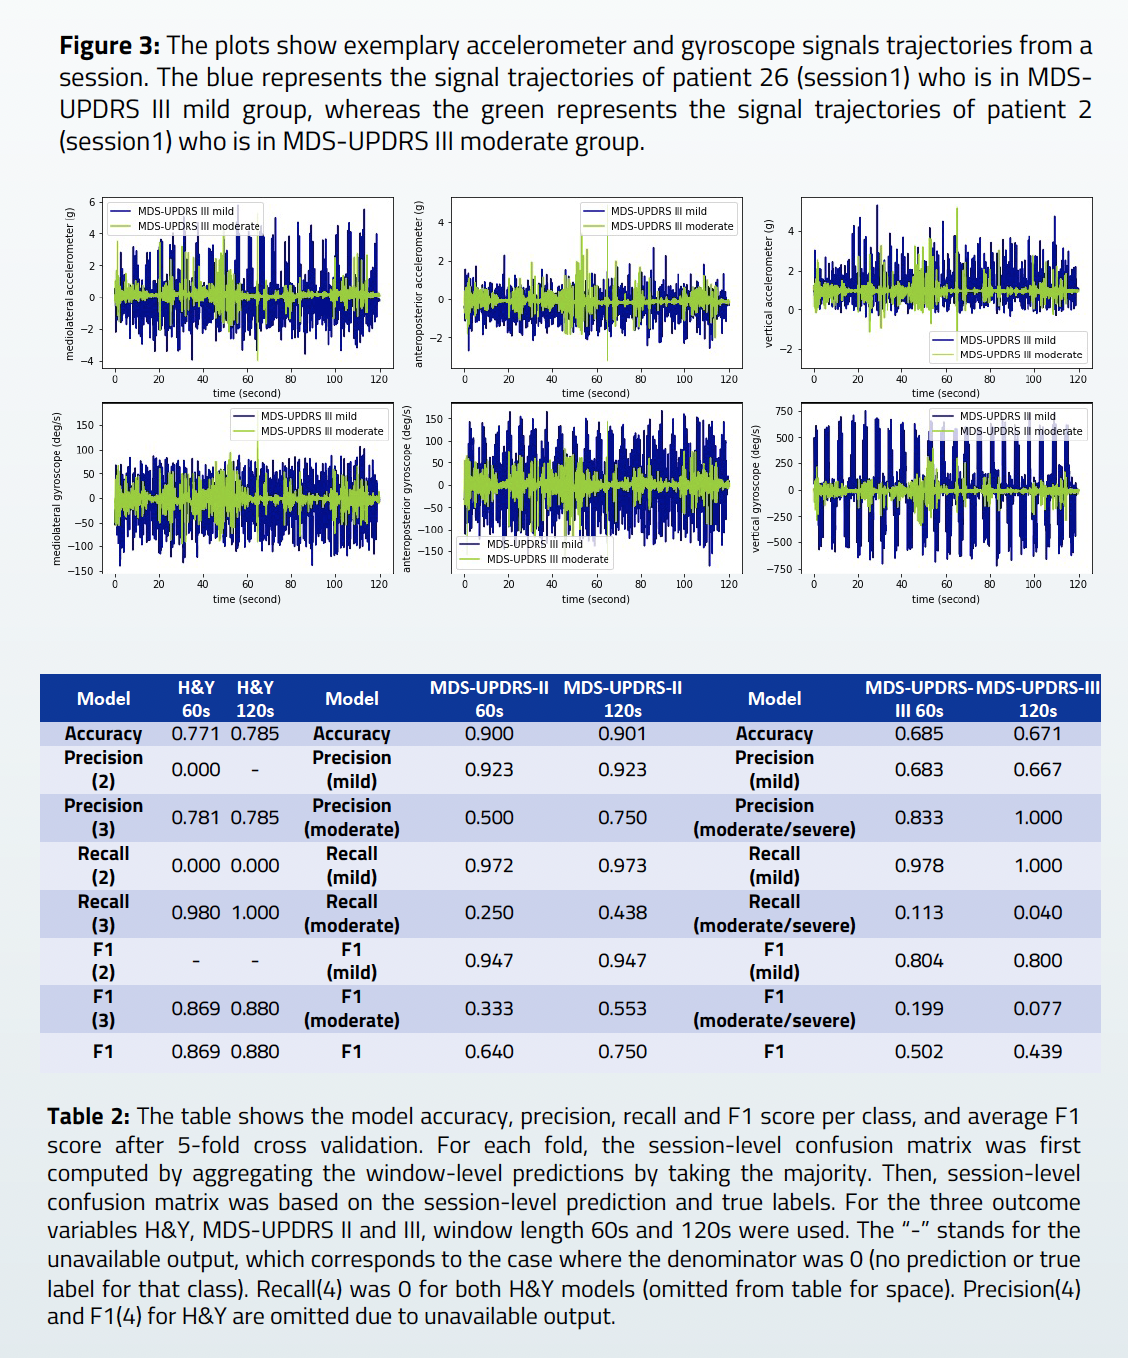 Figure 3: The plots show exemplary accelerometer and gyroscope signals trajectories from a
session. The blue represents the signal trajectories of patient 26 (session1) who is in MDS-
UPDRS III mild group, whereas the green represents the signal trajectories of patient 2
(session1) who is in MDS-UPDRS III moderate group.
mediolateral accelerometer (g)
6
4
2
0
−2
−4
MDS-UPDRS III mild
MDS-UPDRS III moderate
0 20 40 60 80 100 120
time (second)
anteroposterior accelerometer (g)
4
2
0
−2
MDS-UPDRS III mild
MDS-UPDRS III moderate
0 20 40 60 80 100 120
time (second)
vertical accelerometer (g)
4
2
0
−2
MDS-UPDRS III mild
MDS-UPDRS III moderate
0 20 40 60 80 100 120
time (second)
mediolateral gyroscope (deg/s)
150
100
50
0
−50
−100
−150
MDS-UPDRS III mild
MDS-UPDRS III moderate
0 20 40 60 80 100 120
time (second)
anteroposterior gyroscope (deg/s)
150
100
50
0
−50
−100
−150
MDS-UPDRS III mild
MDS-UPDRS III moderate
0 20 40 60 80 100 120
time (second)
vertical gyroscope (deg/s)
750
500
250
0
−250
−500
−750
MDS-UPDRS III mild
MDS-UPDRS III moderate
0 20 40 60 80 100 120
time (second)
Model H&Y 60s H&Y 120s Model MDS-UPDRS-II 60s MDS-UPDRS-II 120s Model MDS-UPDRS-III 60s MDS-UPDRS-III 120s
Accuracy 0.771 0.785 Accuracy 0.900 0.901 Accuracy 0.685 0.671
Precision (2) 0.000 - Precision (mild) 0.923 0.923 Precision (mild) 0.683 0.667
Precision (3) 0.781 0.785 Precision (moderate) 0.500 0.750 Precision (moderate/severe) 0.833 1.000
Recall (2) 0.000 0.000 Recall (mild) 0.972 0.973 Recall (mild) 0.978 1.000
Recall (3) 0.980 1.000 Recall (moderate) 0.250 0.438 Recall (moderate/severe) 0.113 0.040
F1 (2) - - F1 (mild) 0.947 0.947 F1 (mild) 0.804 0.800
F1 (3) 0.869 0.880 F1 (moderate) 0.333 0.553 F1 (moderate/severe) 0.199 0.077
F1 0.869 0.880 F1 0.640 0.750 F1 0.502 0.439
Table 2: The table shows the model accuracy, precision, recall and F1 score per class, and average F1
score after 5-fold cross validation. For each fold, the session-level confusion matrix was first
computed by aggregating the window-level predictions by taking the majority. Then, session-level
confusion matrix was based on the session-level prediction and true labels. For the three outcome
variables H&Y, MDS-UPDRS II and III, window length 60s and 120s were used. The “-” stands for the
unavailable output, which corresponds to the case where the denominator was 0 (no prediction or true
label for that class). Recall(4) was 0 for both H&Y models (omitted from table for space). Precision(4)
and F1(4) for H&Y are omitted due to unavailable output.